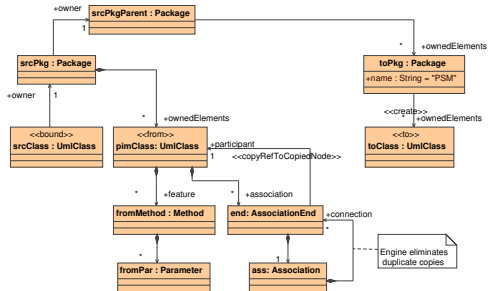 +owner
srcPkgParent : Package
1
*
+ownedElements
srcPkg : Package
toPkg : Package
+name : String = "PSM"
+owner
1
*
+ownedElements
<<create>>
*
+ownedElements
<<bound>>
srcClass : UmlClass
<<from>>
pimClass : UmlClass
+participant
1
<<copyRefToCopiedNode>>
<<to>>
toClass : UmlClass
*
+feature
*
+association
fromMethod : Method
end: AssociationEnd
+connection
*
*
1
Engine eliminates
duplicate copies
fromPar : Parameter
ass: Association